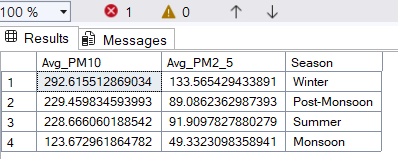 100 % 1 0
Results Messages
Avg_PM10 Avg_PM2_5 Season
1 292.615512869034 133.565429433891 Winter
2 229.459834593993 89.0862362987393 Post-Monsoon
3 228.666060188542 91.9097827880279 Summer
4 123.672961864782 49.3323098358941 Monsoon